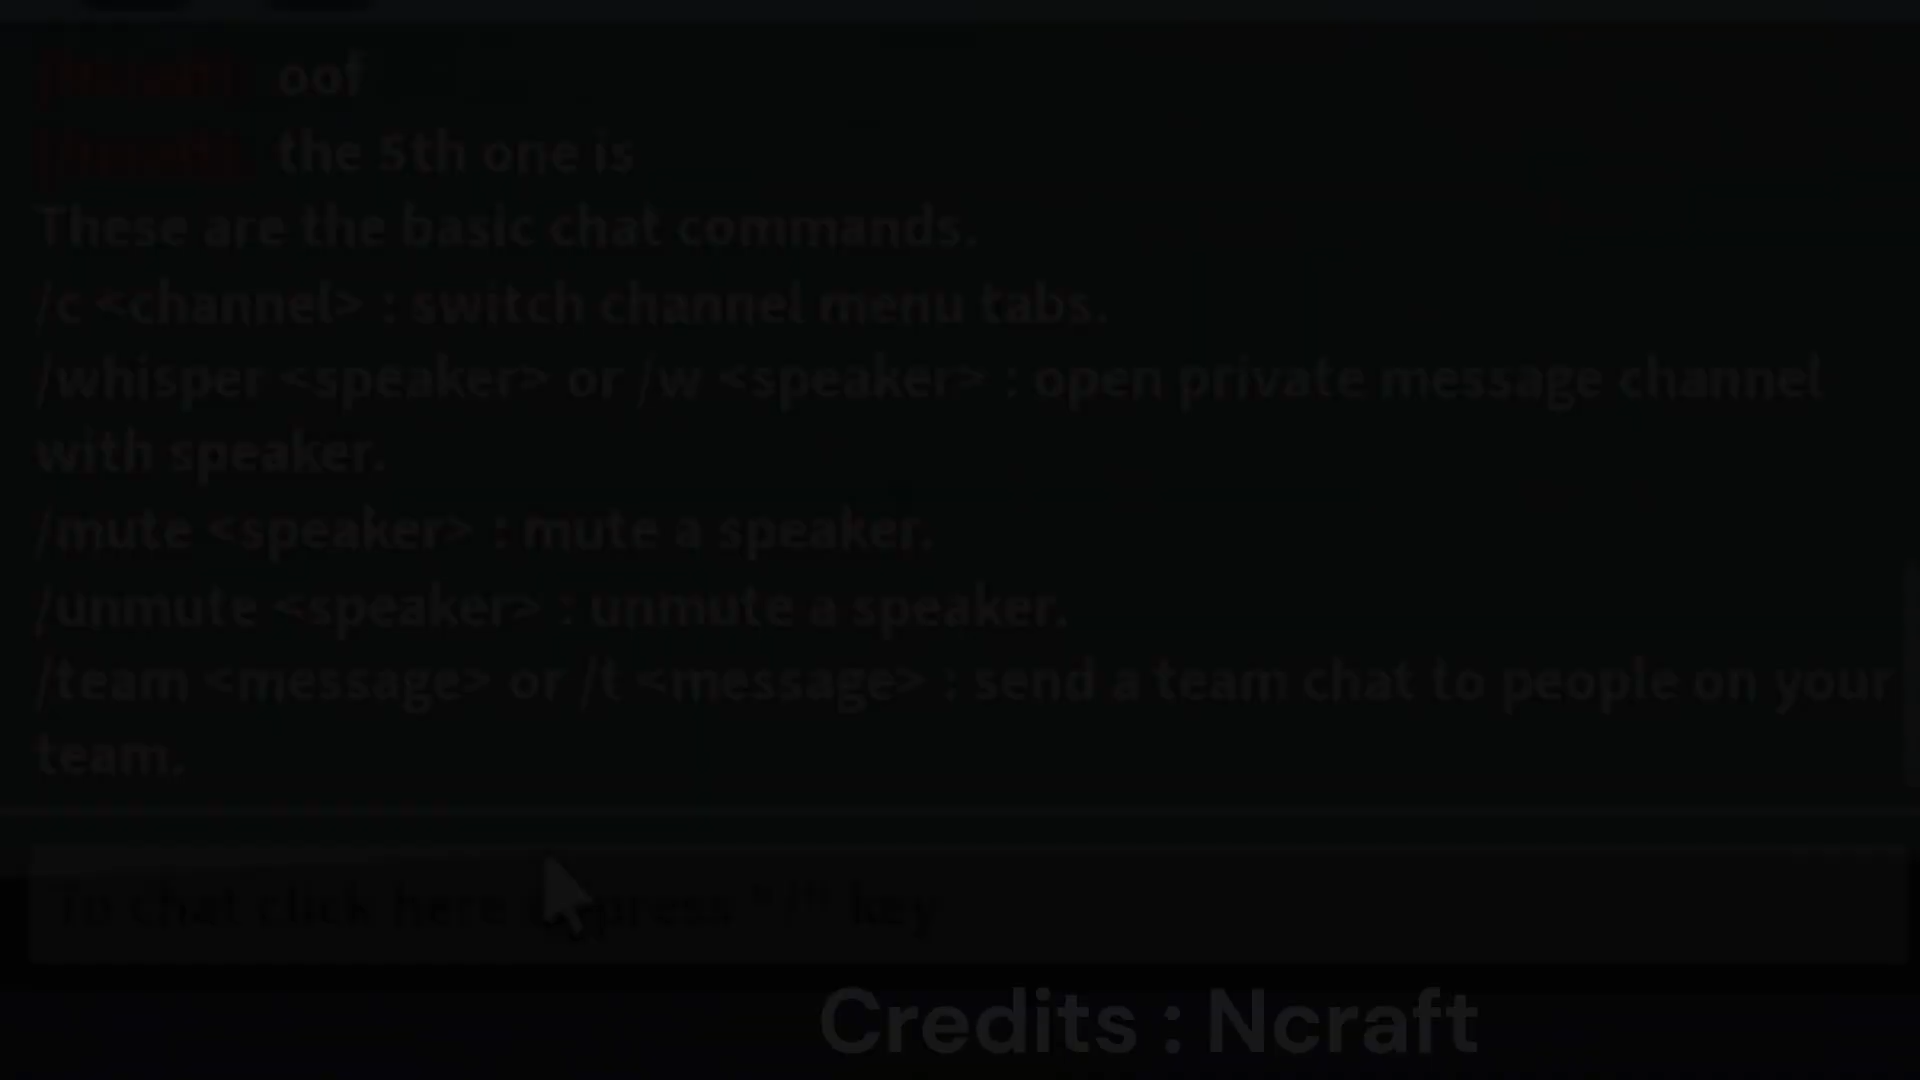 oof
the 5th one is
These are the basic chat commands.
/c <channel> : switch channel menu tabs.
/whisper <speaker> or /w <speaker> : open private message channel
with speaker.
/mute <speaker> : mute a speaker.
/unmute <speaker> : unmute a speaker.
/team <message> or /t <message> : send a team chat to people on your
team.
To chat click here press "/" key
Credits : Ncraft